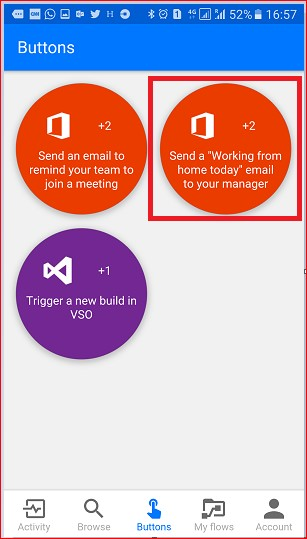 52% 16:57
Buttons
+2
Send an email to
remind your team to
join a meeting
+2
Send a "Working from
home today" email
to your manager
+1
Trigger a new build in
VSO
Activity Browse Buttons My flows Account